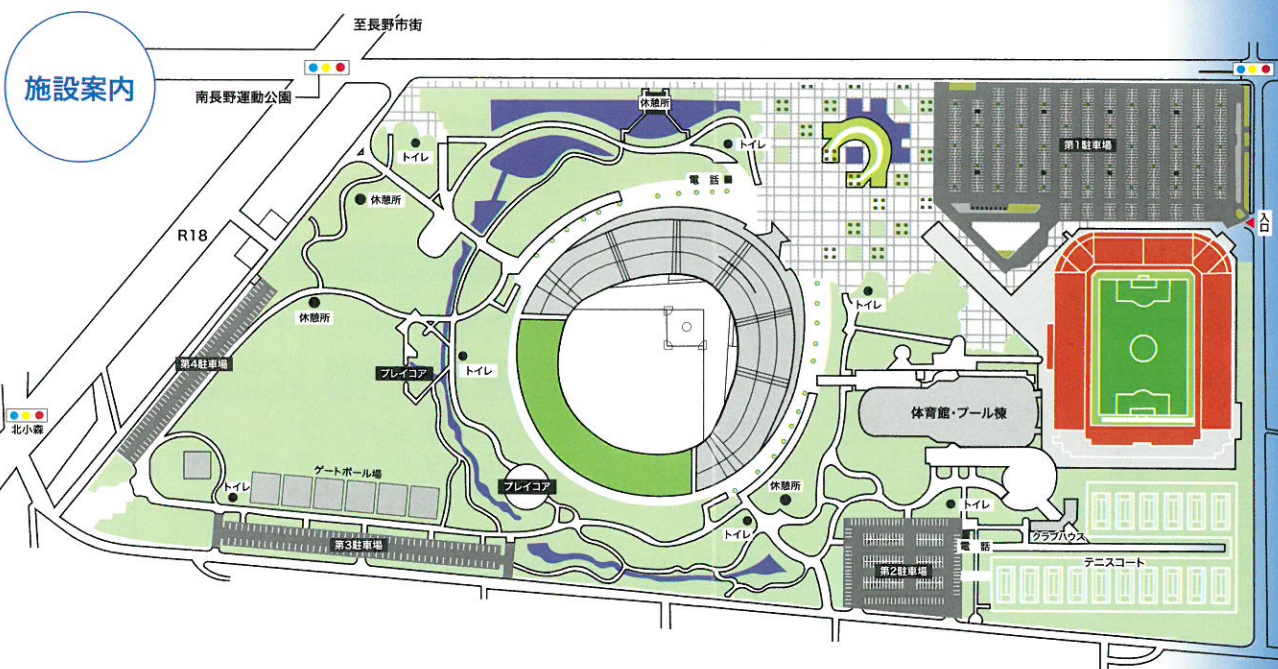 施設案内
至長野市街
南長野運動公園
休憩所
トイレ
トイレ
第1駐車場
電話
休憩所
入口
R18
トイレ
休憩所
第4駐車場
プレイコア
トイレ
北小森
体育館・プール棟
ゲートボール場
トイレ
プレイコア
休憩所
トイレ
トイレ
クラブハウス
電話
第3駐車場
第2駐車場
テニスコート